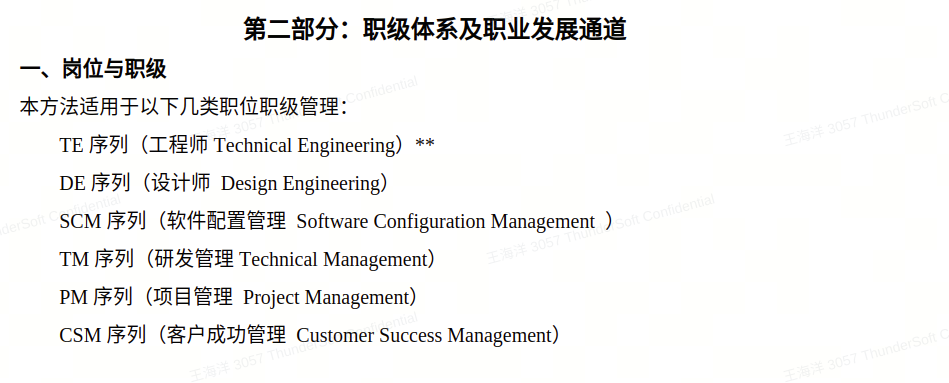 第二部分：职级体系及职业发展通道
一、岗位与职级
本方法适用于以下几类职位职级管理：
TE 序列（工程师 Technical Engineering）**
DE 序列（设计师 Design Engineering）
SCM 序列（软件配置管理 Software Configuration Management ）
TM 序列（研发管理 Technical Management）
PM 序列（项目管理 Project Management）
CSM 序列（客户成功管理 Customer Success Management）
王海洋 3057 ThunderSoft Confidential
王海洋 3057 ThunderSoft C
nderSoft Confidential
王海洋 3057 ThunderSoft Confidential
王海洋 3057 ThunderSoft Confidential
王海洋 3057 ThunderSoft C